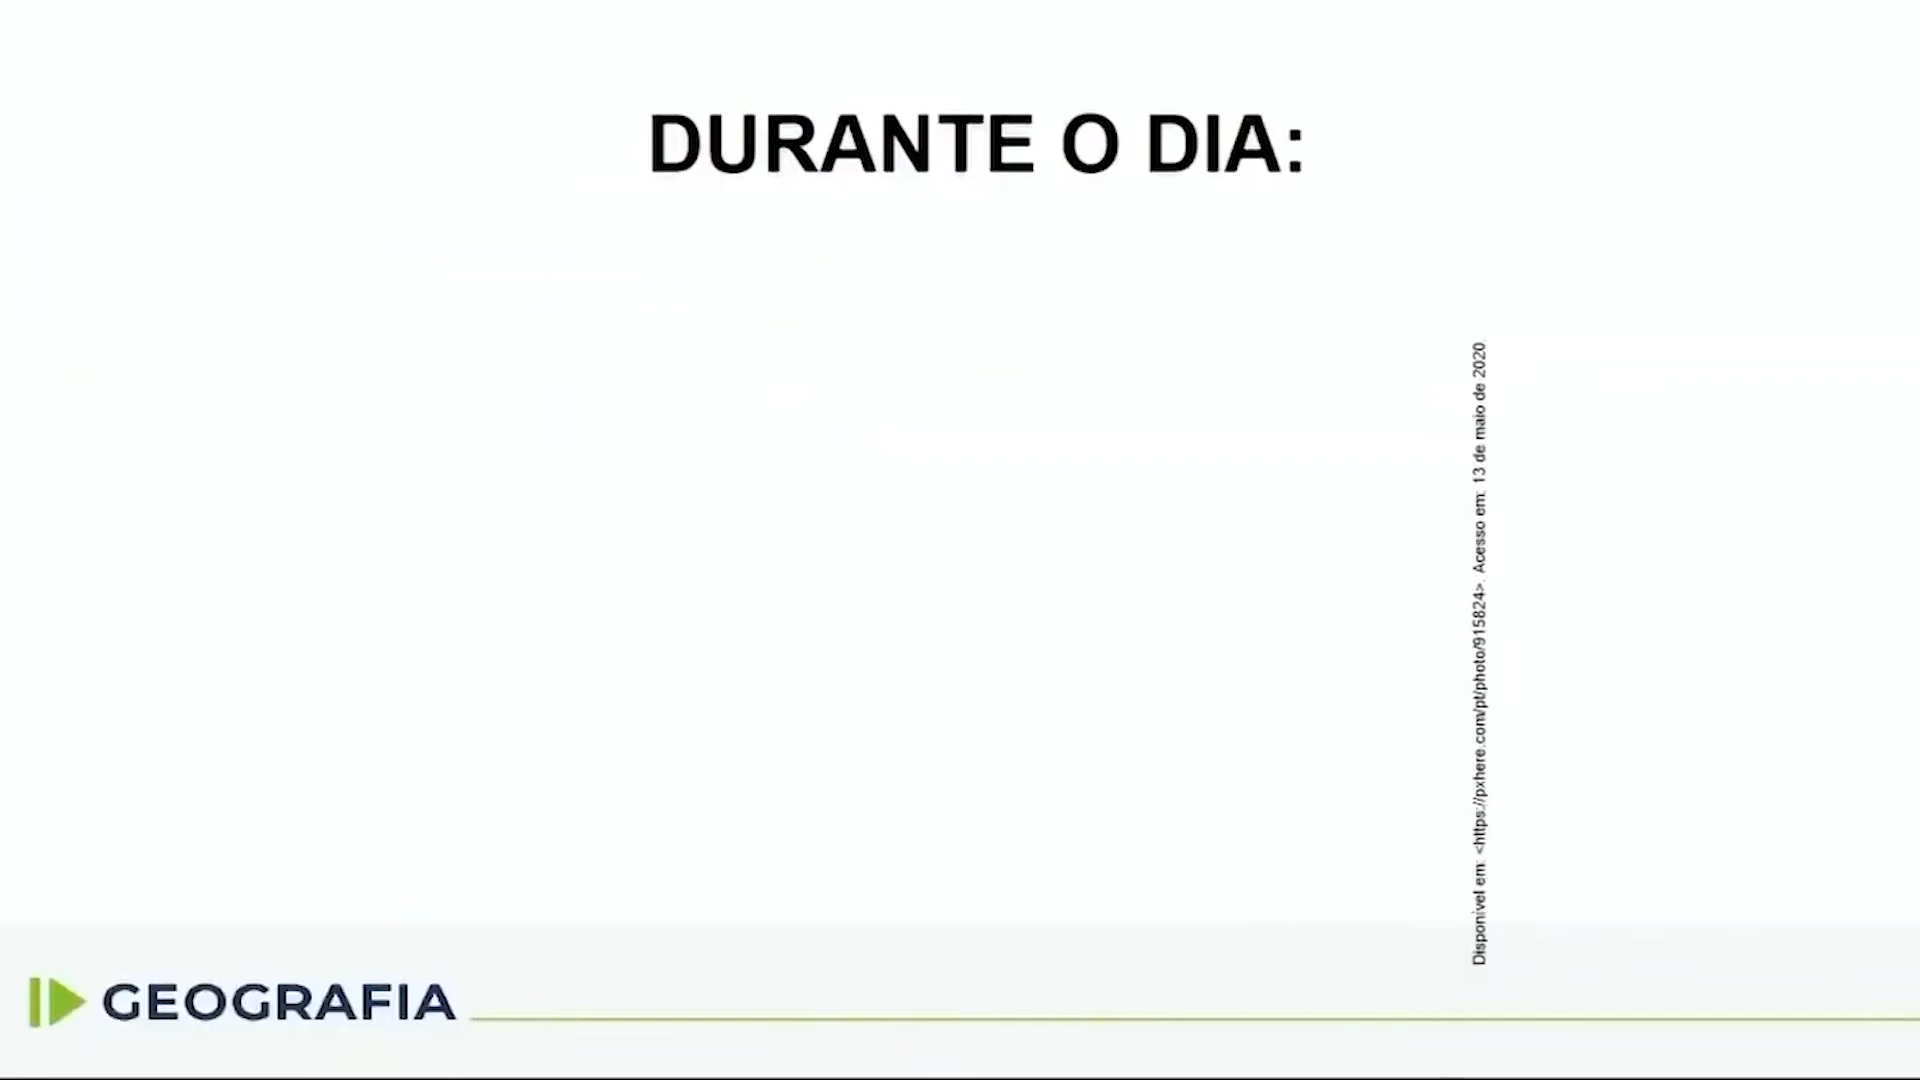 DURANTE O DIA:
Disponível em: <https://pxhere.com/pt/photo/915824>. Acesso em: 13 de maio de 2020.
GEOGRAFIA